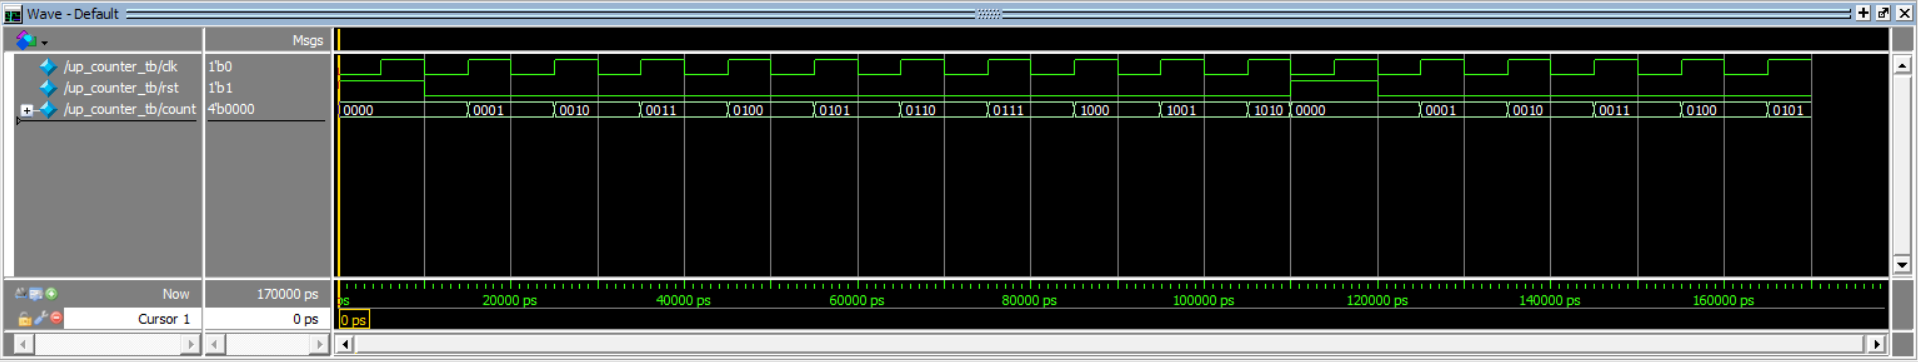 Wave - Default
Msgs
/up_counter_tb/clk 1'b0
/up_counter_tb/rst 1'b1
/up_counter_tb/count 4'b0000 0000 0001 0010 0011 0100 0101 0110 0111 1000 1001 1010 0000 0001 0010 0011 0100 0101
Now 170000 ps ps 20000 ps 40000 ps 60000 ps 80000 ps 100000 ps 120000 ps 140000 ps 160000 ps
Cursor 1 0 ps 0 ps